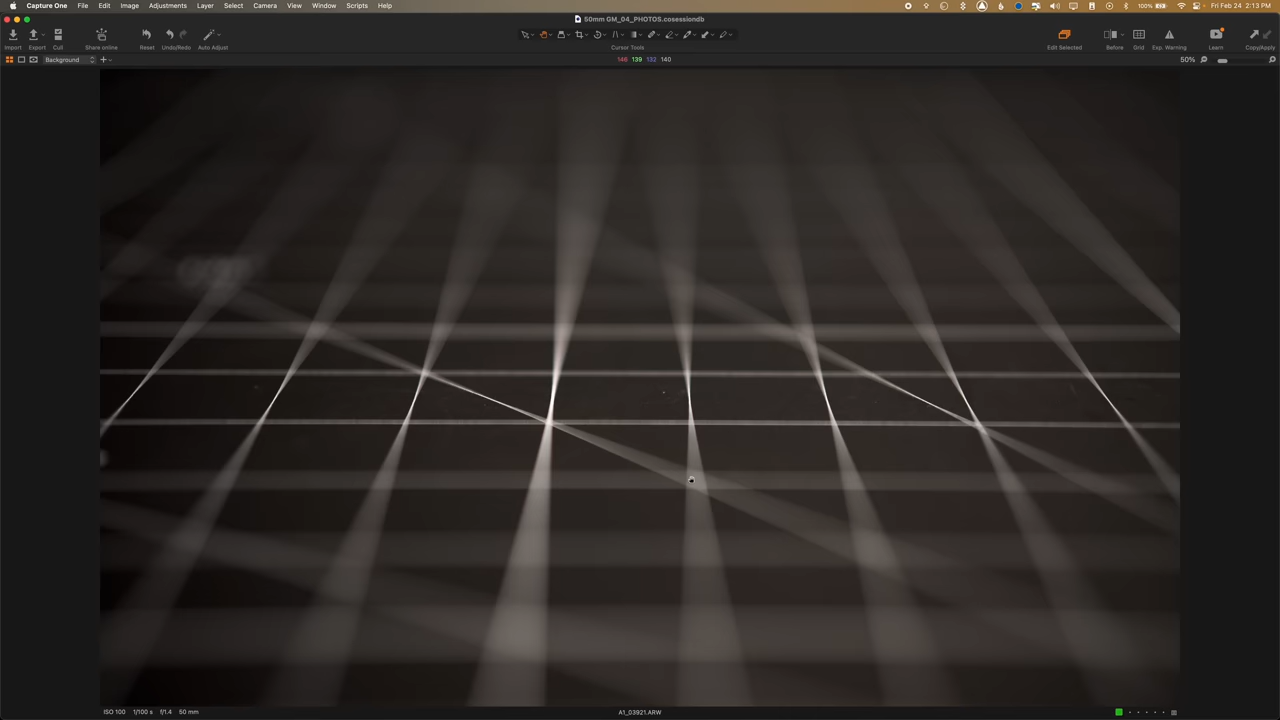 Capture One File Edit Image Adjustments Layer Select Camera View Window Scripts Help 100% Fri Feb 24 2:13 PM
50mm GM_04_PHOTOS.cosessiondb
Import Export Cull Share online Reset Undo/Redo Auto Adjust Cursor Tools Edit Selected Before Grid Exp. Warning Learn Copy/Apply
Background 146 139 132 140 50%
ISO 100 1/100 s f/1.4 50 mm A1_03921.ARW